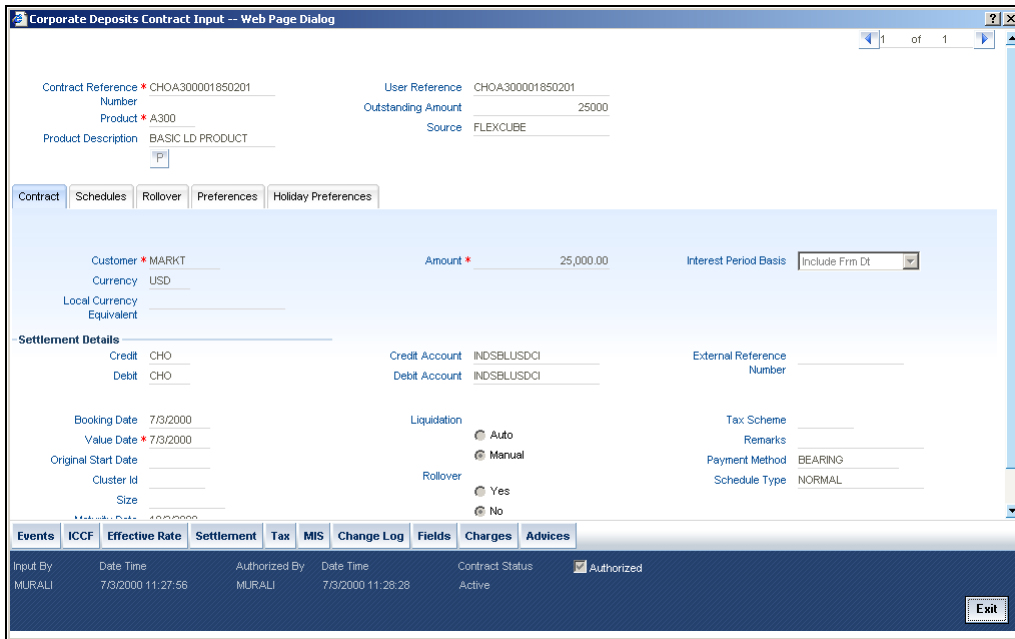 Corporate Deposits Contract Input -- Web Page Dialog ? X
1 of 1
Contract Reference Number * CHOA300001850201 User Reference CHOA300001850201
Outstanding Amount 25000
Product * A300 Source FLEXCUBE
Product Description BASIC LD PRODUCT
P
Contract Schedules Rollover Preferences Holiday Preferences
Customer * MARKT Amount * 25,000.00 Interest Period Basis Include Frm Dt
Currency USD
Local Currency Equivalent
Settlement Details
Credit CHO Credit Account INDSBLUSDCI External Reference Number
Debit CHO Debit Account INDSBLUSDCI
Booking Date 7/3/2000 Liquidation Tax Scheme
Value Date * 7/3/2000 Auto Remarks
Original Start Date Manual Payment Method BEARING
Cluster Id Rollover Schedule Type NORMAL
Size Yes
Maturity Date No
Events ICCF Effective Rate Settlement Tax MIS Change Log Fields Charges Advices
Input By Date Time Authorized By Date Time Contract Status Authorized
MURALI 7/3/2000 11:27:56 MURALI 7/3/2000 11:28:28 Active
Exit